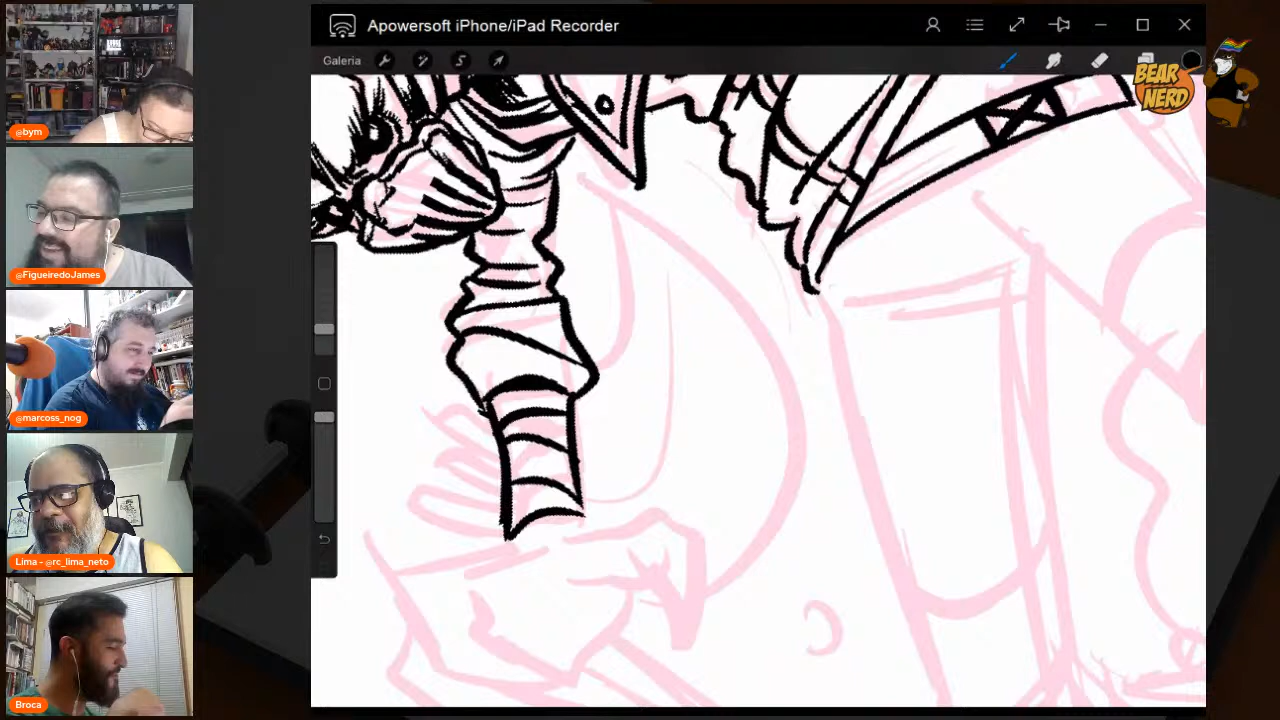 Apowersoft iPhone/iPad Recorder
Galeria
BEAR
NERD
@bym
@FigueiredoJames
@marcoss_nog
Lima - @rc_lima_neto
Broca